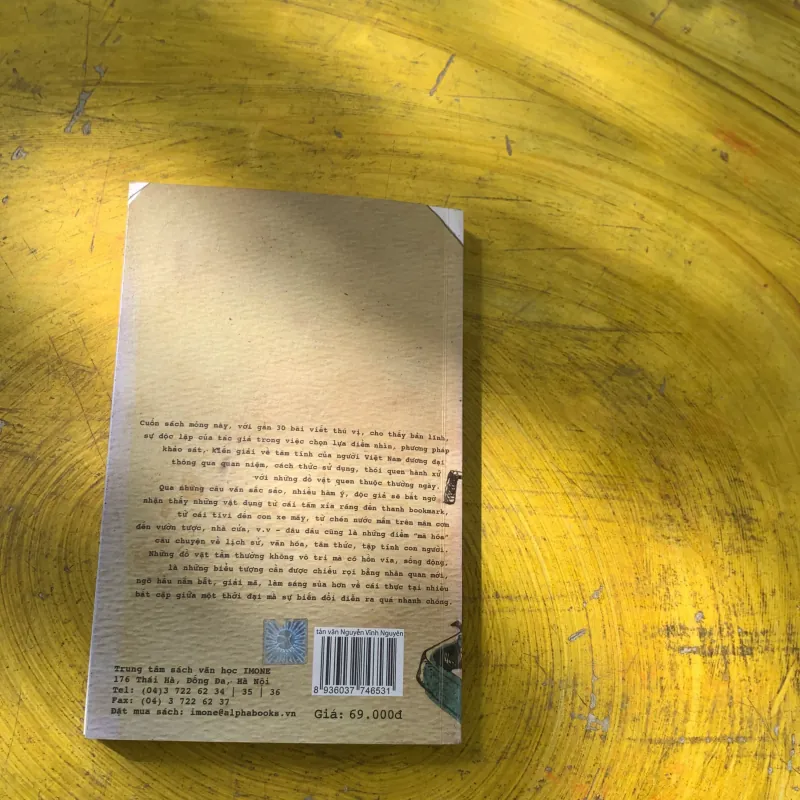 Cuốn sách mỏng này, với gần 30 bài viết thú vị, cho thấy bản lĩnh,
sự độc lập của tác giả trong việc chọn lựa điểm nhìn, phương pháp
khảo sát, kiến giải về tâm tính của người Việt Nam đương đại
thông qua quan niệm, cách thức sử dụng, thói quen hành xử
với những đồ vật quen thuộc thường ngày.
Qua những câu văn sắc sảo, nhiều hàm ý, độc giả sẽ bất ngờ
nhận thấy những vật dụng từ cái tăm xỉa răng đến thanh bookmark,
từ cái tivi đến con xe máy, từ chén nước mắm trên mâm cơm
đến vườn tược, nhà cửa, v.v - đâu đâu cũng là những điểm "mã hóa"
câu chuyện về lịch sử, văn hóa, tâm thức, tập tính con người.
Những đồ vật tầm thường không vô tri mà có hồn vía, sống động,
là những biểu tượng cần được chiếu rọi bằng nhãn quan mới,
ngõ hầu nắm bắt, giải mã, làm sáng sủa hơn về cái thực tại nhiều
bất cập giữa một thời đại mà sự biến đổi diễn ra quá nhanh chóng.
tản văn Nguyễn Vĩnh Nguyên
8 936037 746531
Giá: 69.000đ
Trung tâm sách văn học IMONE
176 Thái Hà, Đống Đa, Hà Nội
Tel: (04)3 722 62 34 | 35 | 36
Fax: (04) 3 722 62 37
Đặt mua sách: imone@alphabooks.vn